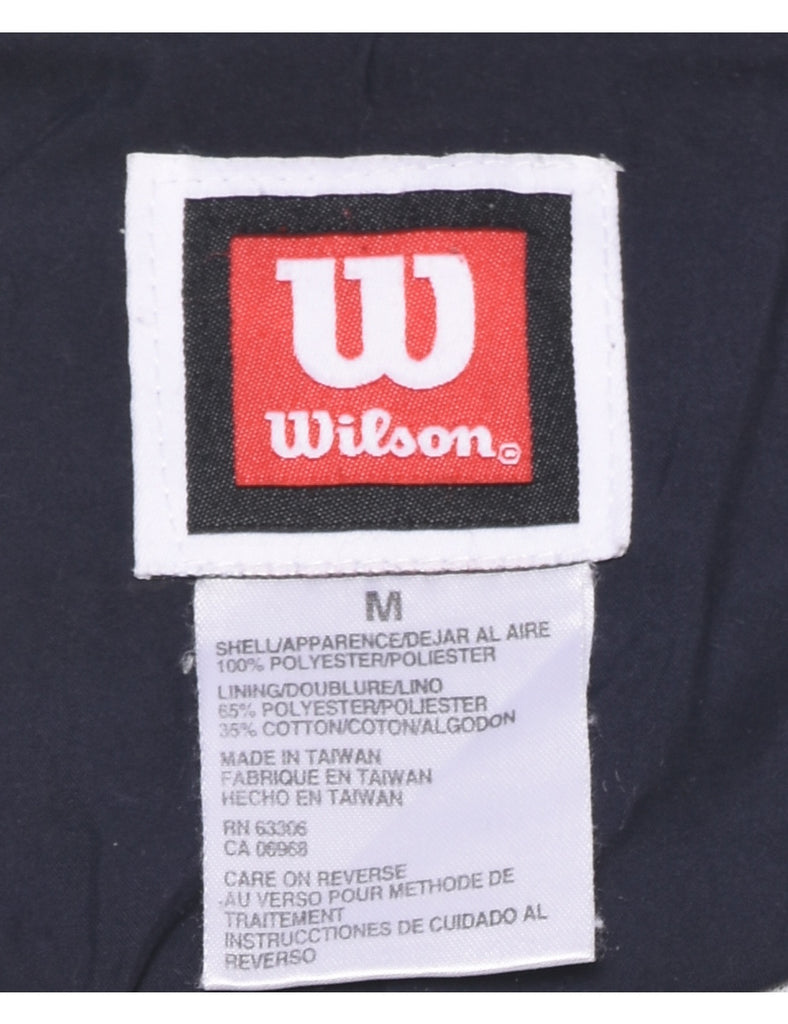 W
Wilson©
M
SHELL/APPARENCE/DEJAR AL AIRE
100% POLYESTER/POLIESTER
LINING/DOUBLURE/LINO
65% POLYESTER/POLIESTER
35% COTTON/COTON/ALGODON
MADE IN TAIWAN
FABRIQUE EN TAIWAN
HECHO EN TAIWAN
RN 63306
CA 06968
CARE ON REVERSE
AU VERSO POUR METHODE DE
TRAITEMENT
INSTRUCCTIONES DE CUIDADO AL
REVERSO